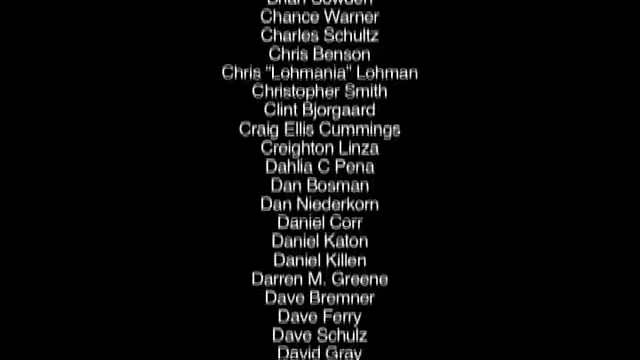 Brian Bowden
Chance Warner
Charles Schultz
Chris Benson
Chris "Lohmania" Lohman
Christopher Smith
Clint Bjorgaard
Craig Ellis Cummings
Creighton Linza
Dahlia C Pena
Dan Bosman
Dan Niederkorn
Daniel Corr
Daniel Katon
Daniel Killen
Darren M. Greene
Dave Bremner
Dave Ferry
Dave Schulz
David Gray